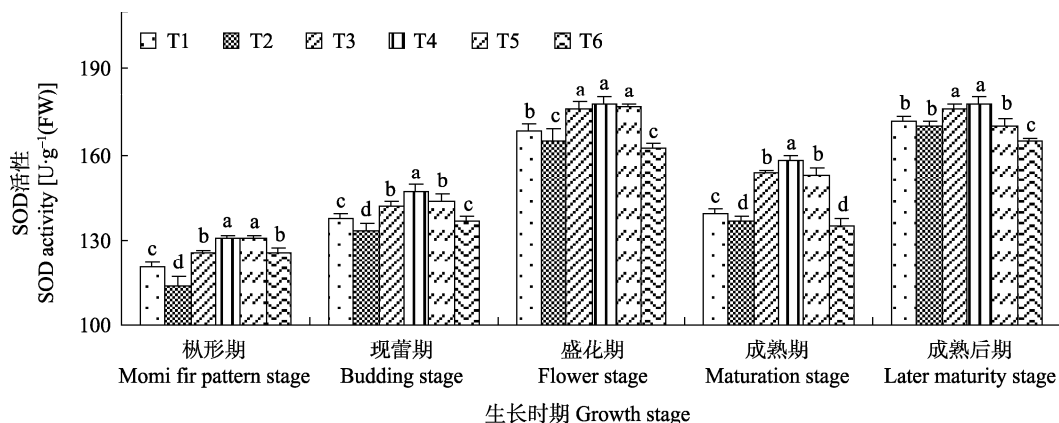 T1 T2 T3 T4 T5 T6
190
160
130
100
SOD活性
SOD activity [U·g⁻¹(FW)]
c d b a a b
c d b a b c
b c a a a c
c d b a b d
b b a a b c
枞形期 现蕾期 盛花期 成熟期 成熟后期
Momi fir pattern stage Budding stage Flower stage Maturation stage Later maturity stage
生长时期 Growth stage